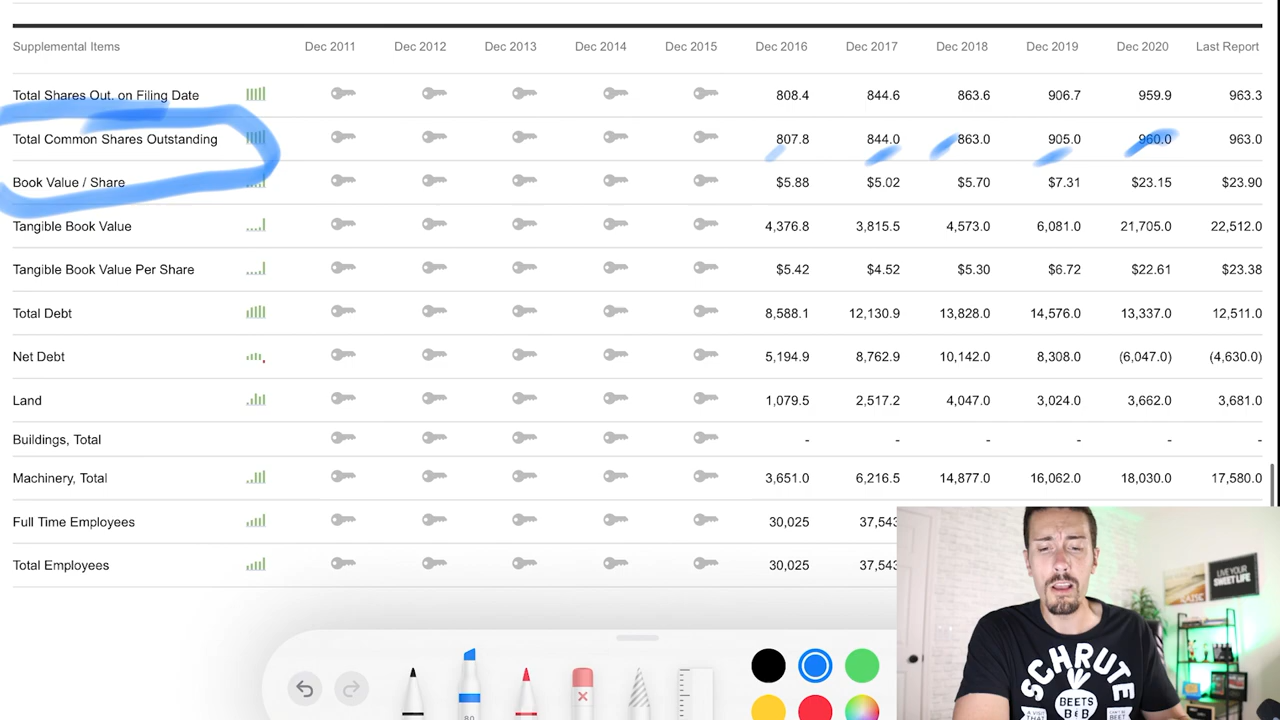 Supplemental Items Dec 2011 Dec 2012 Dec 2013 Dec 2014 Dec 2015 Dec 2016 Dec 2017 Dec 2018 Dec 2019 Dec 2020 Last Report
Total Shares Out. on Filing Date 808.4 844.6 863.6 906.7 959.9 963.3
Total Common Shares Outstanding 807.8 844.0 863.0 905.0 960.0 963.0
Book Value / Share $5.88 $5.02 $5.70 $7.31 $23.15 $23.90
Tangible Book Value 4,376.8 3,815.5 4,573.0 6,081.0 21,705.0 22,512.0
Tangible Book Value Per Share $5.42 $4.52 $5.30 $6.72 $22.61 $23.38
Total Debt 8,588.1 12,130.9 13,828.0 14,576.0 13,337.0 12,511.0
Net Debt 5,194.9 8,762.9 10,142.0 8,308.0 (6,047.0) (4,630.0)
Land 1,079.5 2,517.2 4,047.0 3,024.0 3,662.0 3,681.0
Buildings, Total - - - - - -
Machinery, Total 3,651.0 6,216.5 14,877.0 16,062.0 18,030.0 17,580.0
Full Time Employees 30,025 37,543
Total Employees 30,025 37,543
LIVE YOUR
SWEET LIFE
SCHRUTE
BEETS
B&B
80